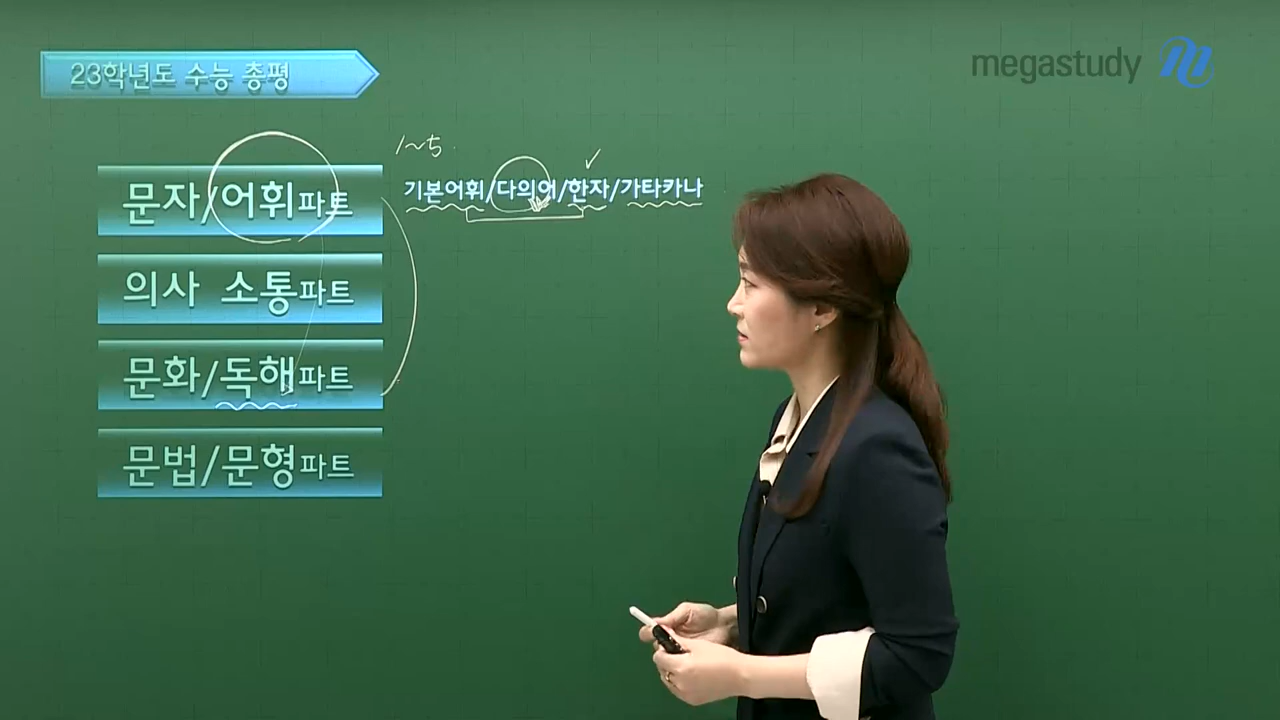 23학년도 수능 총평
megastudy
1~5
문자/어휘파트
기본어휘/다의어/한자/가타카나
의사 소통파트
문화/독해파트
문법/문형파트